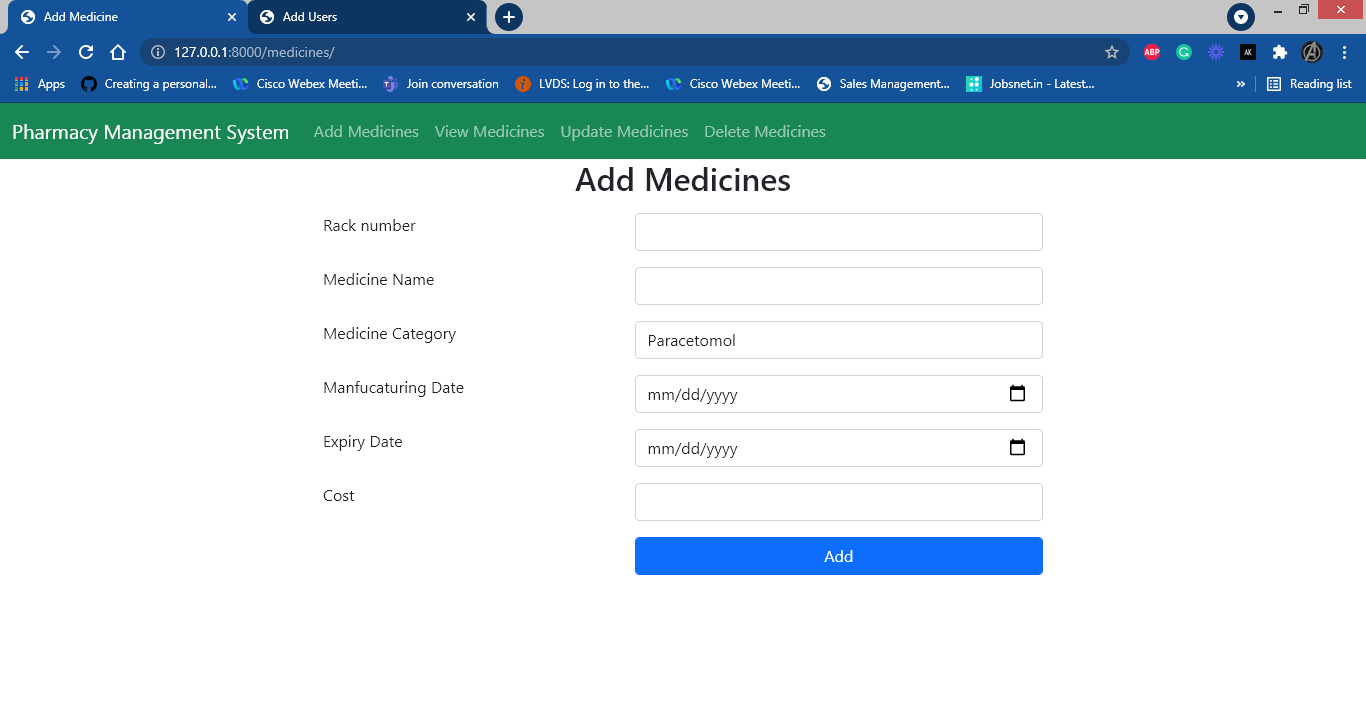 Add Medicine
Add Users
127.0.0.1:8000/medicines/
ABP
G
AK
Apps
Creating a personal...
Cisco Webex Meeti...
Join conversation
LVDS: Log in to the...
Cisco Webex Meeti...
Sales Management...
Jobsnet.in - Latest...
»
Reading list
Pharmacy Management System
Add Medicines
View Medicines
Update Medicines
Delete Medicines
Add Medicines
Rack number
Medicine Name
Medicine Category
Paracetomol
Manfucaturing Date
mm/dd/yyyy
Expiry Date
mm/dd/yyyy
Cost
Add